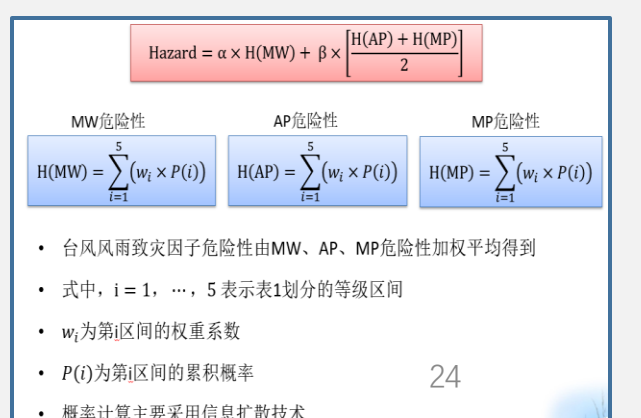 Hazard = α × H(MW) + β × [(H(AP) + H(MP))/2]
MW危险性
AP危险性
MP危险性
H(MW) = ∑_{i=1}^{5}(w_i × P(i))
H(AP) = ∑_{i=1}^{5}(w_i × P(i))
H(MP) = ∑_{i=1}^{5}(w_i × P(i))
• 台风风雨致灾因子危险性由MW、AP、MP危险性加权平均得到
• 式中，i = 1， ⋯ ，5 表示表1划分的等级区间
• w_i为第i区间的权重系数
• P(i)为第i区间的累积概率
24
• 概率计算主要采用信息扩散技术